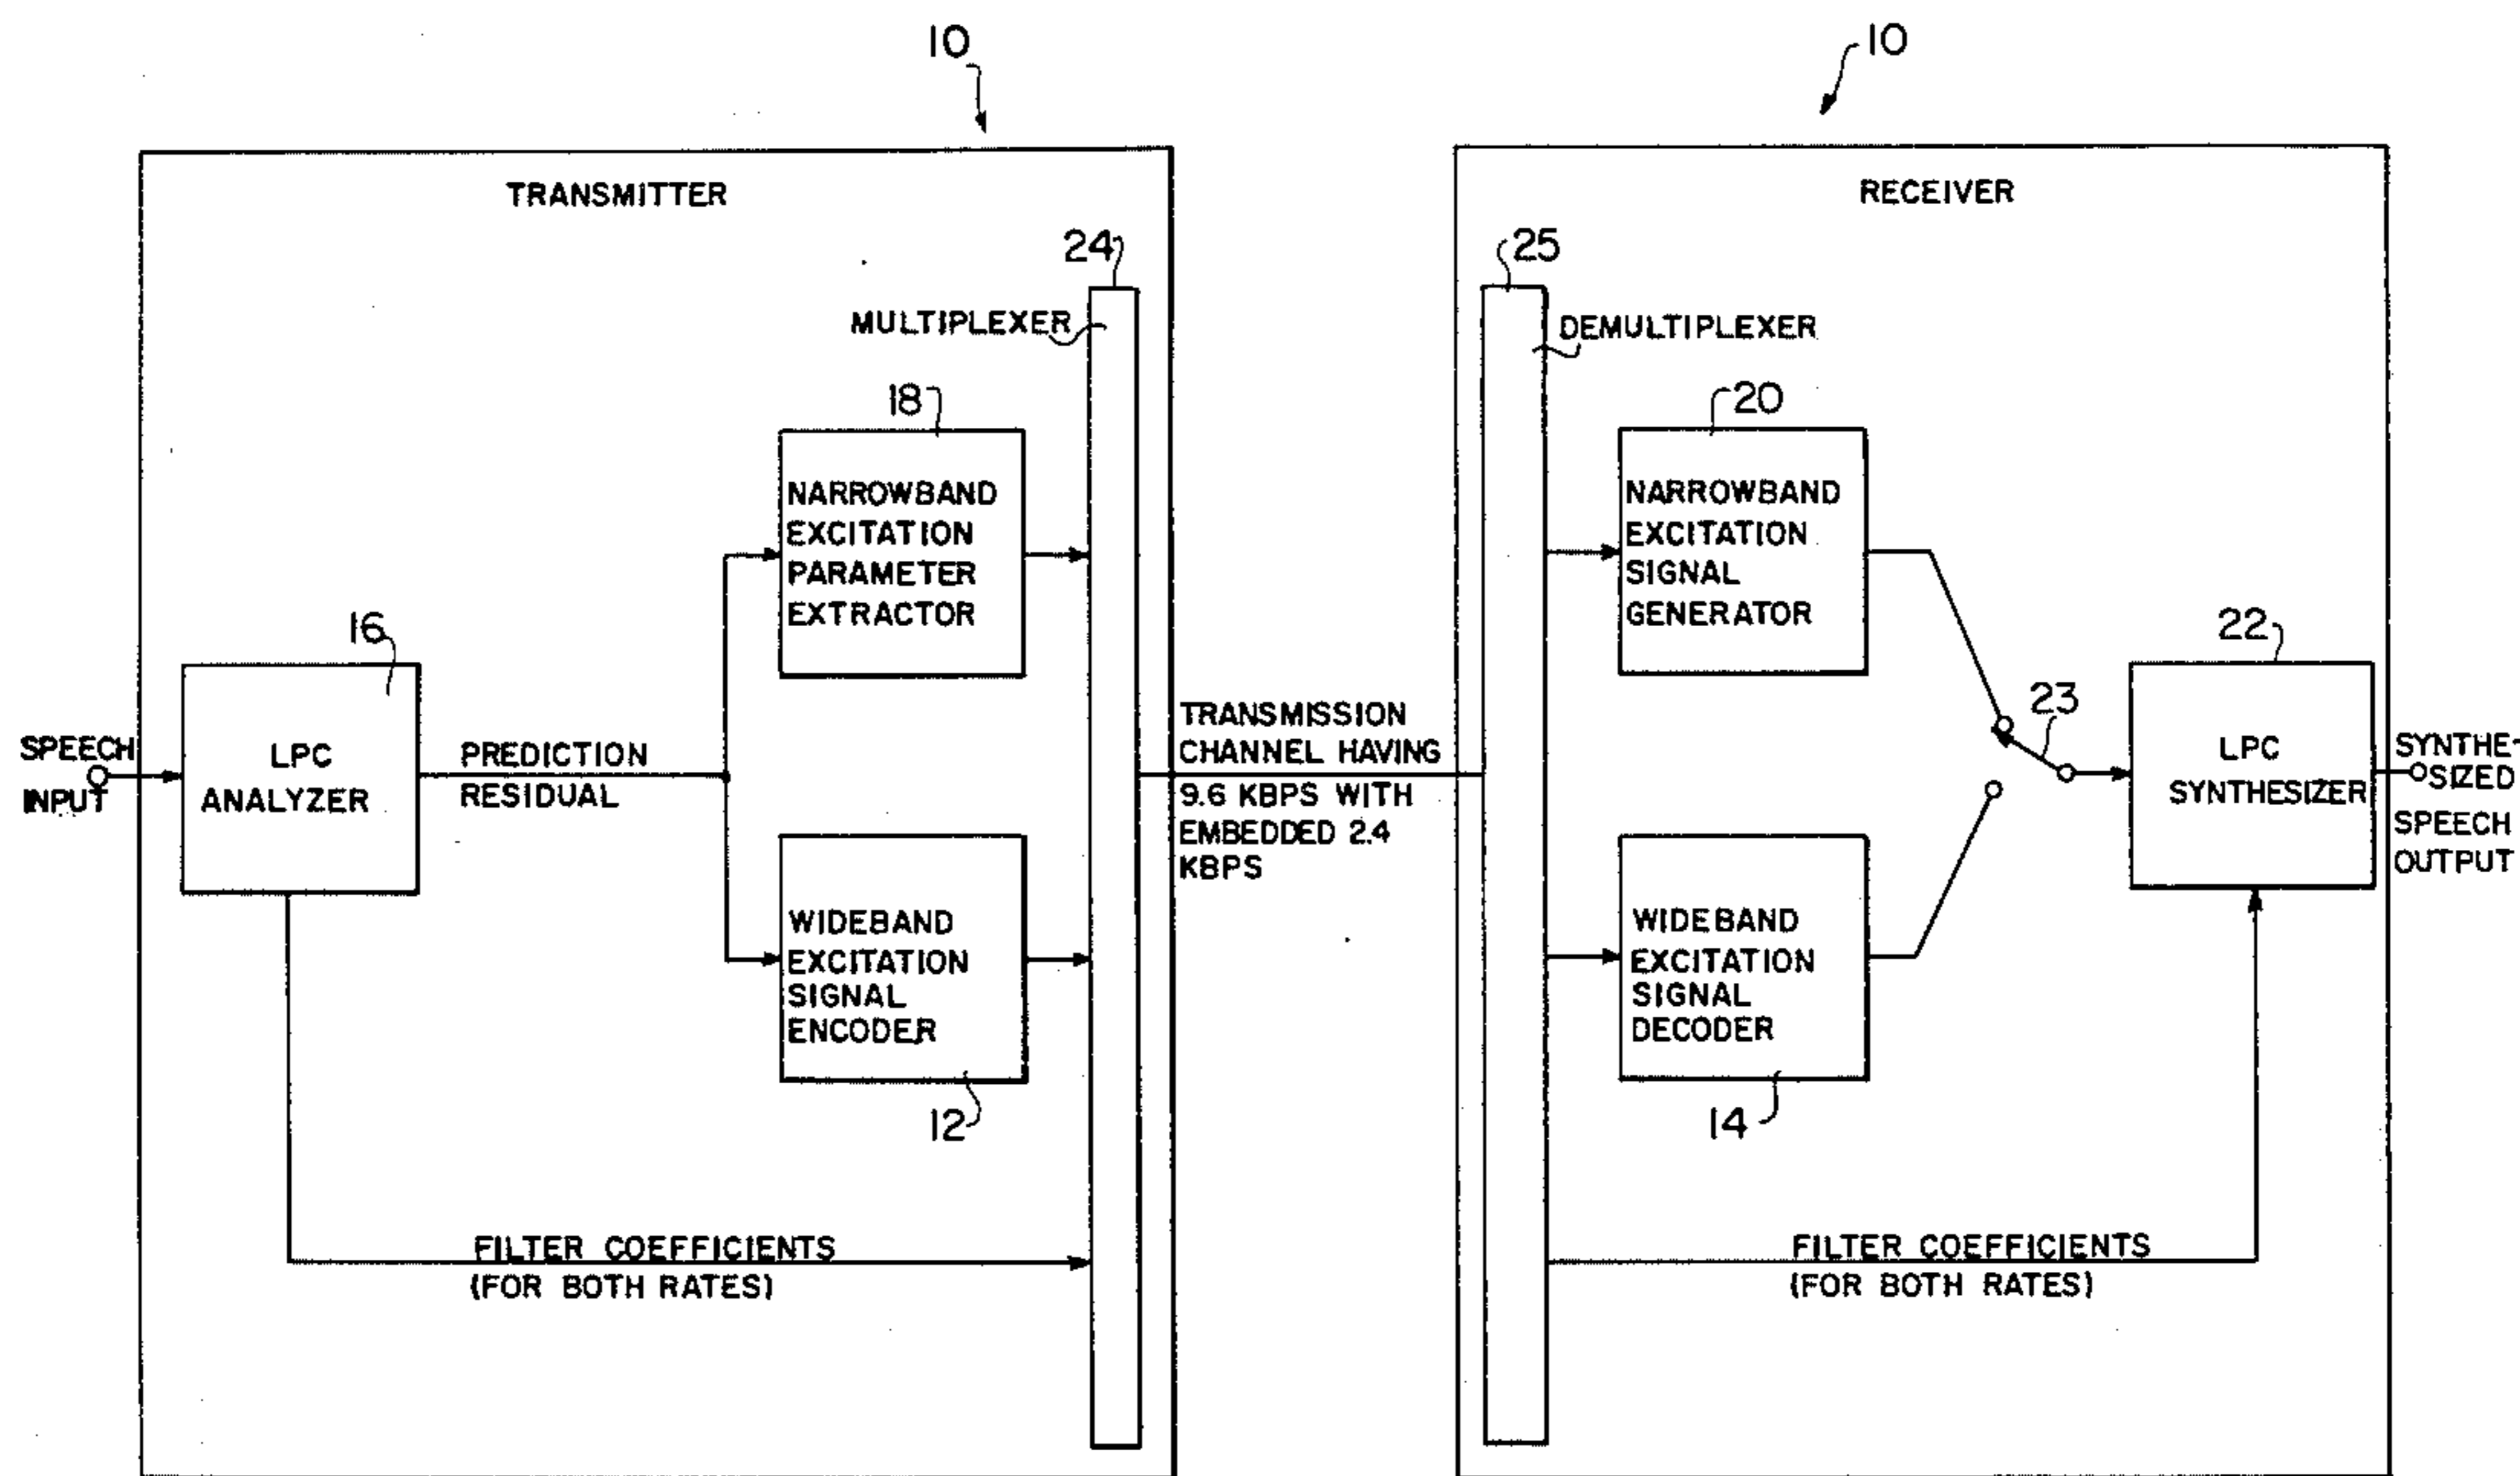 10
10
TRANSMITTER
RECEIVER
24
25
MULTIPLEXER
DEMULTIPLEXER
18
20
NARROWBAND
EXCITATION
PARAMETER
EXTRACTOR
NARROWBAND
EXCITATION
SIGNAL
GENERATOR
16
22
23
SPEECH
INPUT
LPC
ANALYZER
PREDICTION
RESIDUAL
TRANSMISSION
CHANNEL HAVING
9.6 KBPS WITH
EMBEDDED 2.4
KBPS
LPC
SYNTHESIZER
SYNTHE-
SIZED
SPEECH
OUTPUT
WIDEBAND
EXCITATION
SIGNAL
ENCODER
WIDEBAND
EXCITATION
SIGNAL
DECODER
12
14
FILTER COEFFICIENTS
(FOR BOTH RATES)
FILTER COEFFICIENTS
(FOR BOTH RATES)